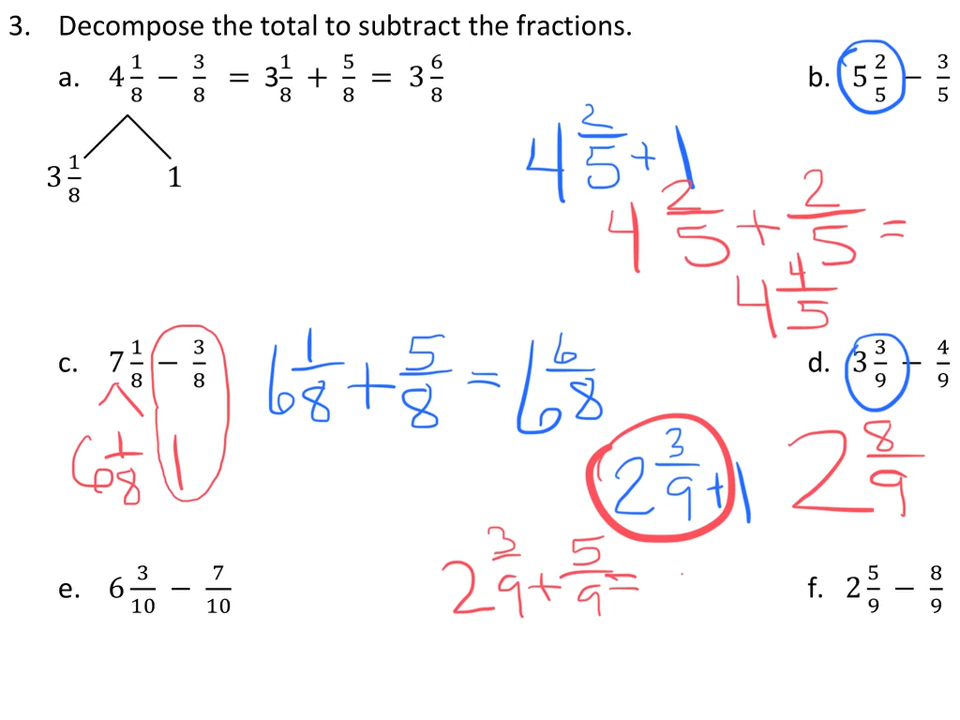 3. Decompose the total to subtract the fractions.
a. 4 1/8 − 3/8 = 3 1/8 + 5/8 = 3 6/8
3 1/8 1
b. 5 2/5 − 3/5
4 2/5 + 1
4 2/5 + 2/5 =
4 4/5
c. 7 1/8 − 3/8
6 1/8 1
6 1/8 + 5/8 = 6 6/8
d. 3 3/9 − 4/9
2 3/9 + 1
2 8/9
2 3/9 + 5/9 =
e. 6 3/10 − 7/10
f. 2 5/9 − 8/9